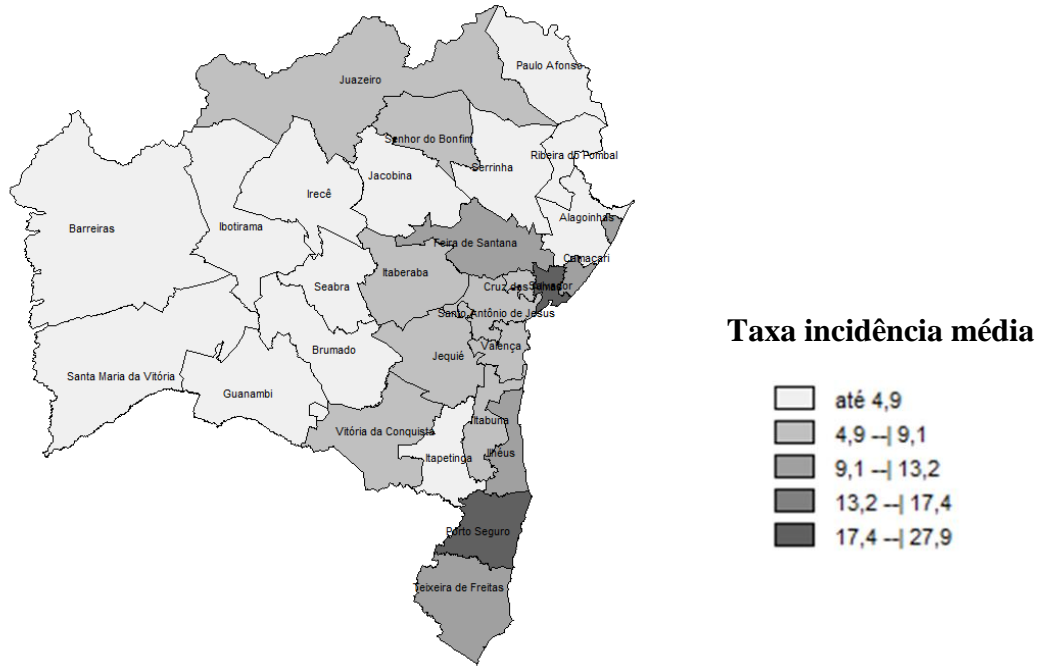 Paulo Afonso
Juazeiro
Senhor do Bonfim
Ribeira do Pombal
Serrinha
Jacobina
Irecê
Alagoinhas
Ibotirama
Barreiras
Feira de Santana
Camaçari
Itaberaba
Seabra
Cruz das
Salvador
Santo Antônio de Jesus
Taxa incidência média
Valença
Brumado
Jequié
Santa Maria da Vitória
Guanambi
até 4,9
Itabuna
Vitória da Conquista
4,9 --| 9,1
Ilhéus
Itapetinga
9,1 --| 13,2
13,2 --| 17,4
Porto Seguro
17,4 --| 27,9
Teixeira de Freitas